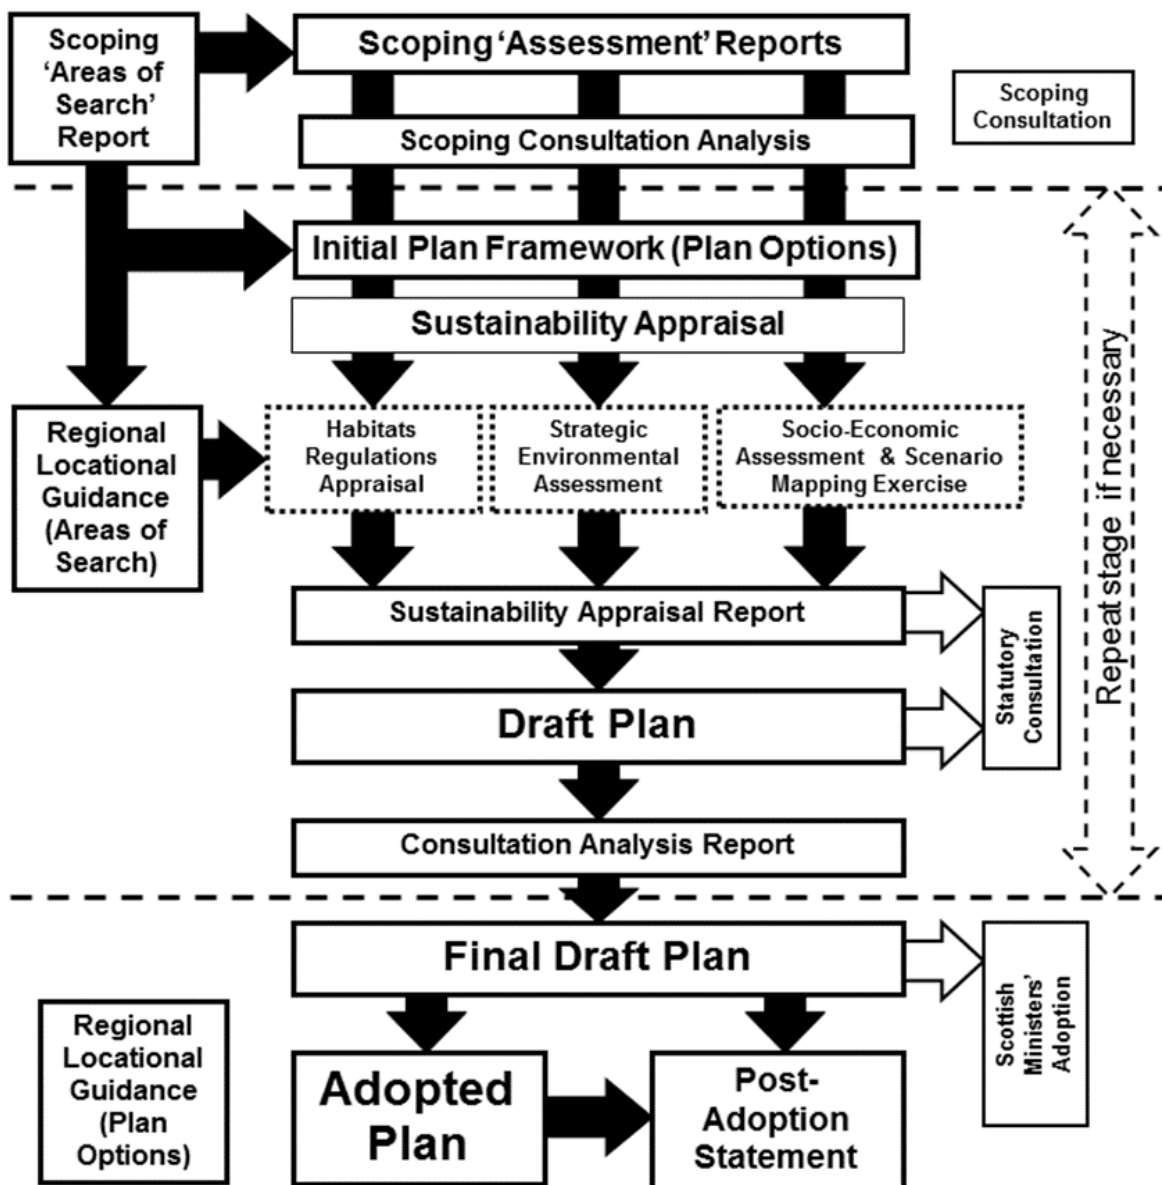 Scoping
‘Areas of
Search’
Report
Scoping ‘Assessment’ Reports
Scoping
Consultation
Scoping Consultation Analysis
Initial Plan Framework (Plan Options)
Sustainability Appraisal
Regional
Locational
Guidance
(Areas of
Search)
Habitats
Regulations
Appraisal
Strategic
Environmental
Assessment
Socio-Economic
Assessment & Scenario
Mapping Exercise
Repeat stage if necessary
Sustainability Appraisal Report
Statutory
Consultation
Draft Plan
Consultation Analysis Report
Final Draft Plan
Scottish
Ministers’
Adoption
Regional
Locational
Guidance
(Plan
Options)
Adopted
Plan
Post-
Adoption
Statement